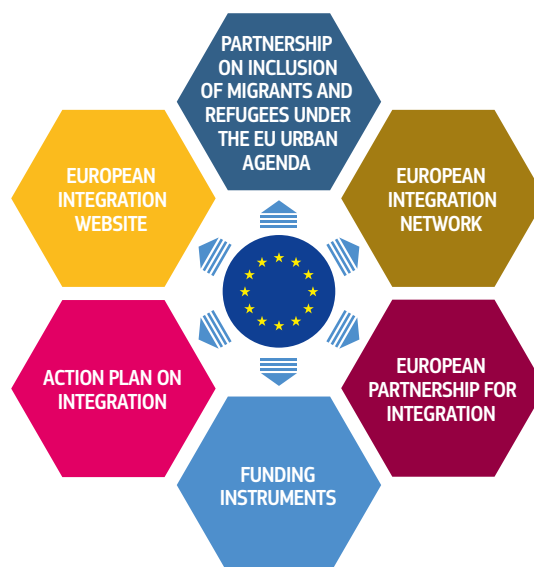 PARTNERSHIP
ON INCLUSION
OF MIGRANTS AND
REFUGEES UNDER
THE EU URBAN
AGENDA
EUROPEAN
INTEGRATION
WEBSITE
EUROPEAN
INTEGRATION
NETWORK
ACTION PLAN ON
INTEGRATION
EUROPEAN
PARTNERSHIP FOR
INTEGRATION
FUNDING
INSTRUMENTS